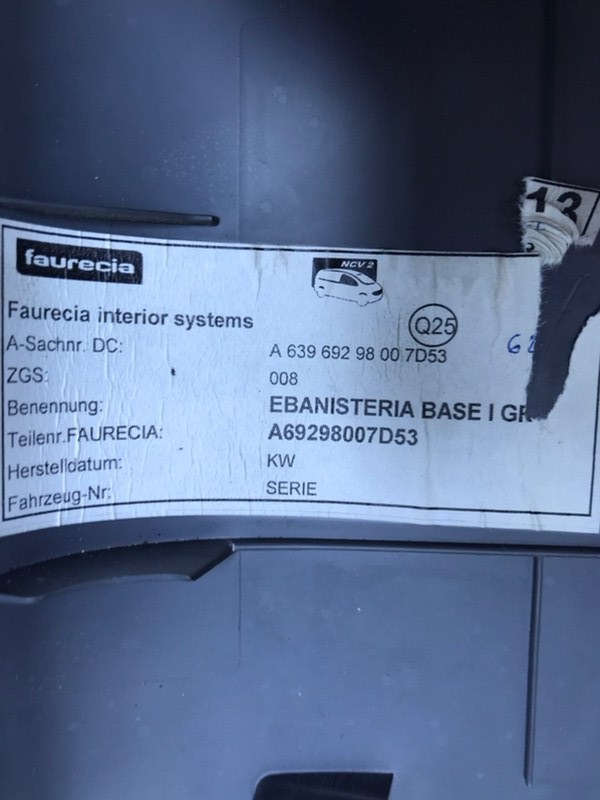 13
faurecia
NCV 2
Faurecia interior systems
Q25
A-Sachnr. DC: A 639 692 98 00 7D53
ZGS: 008
Benennung: EBANISTERIA BASE I
Teilenr.FAURECIA: A69298007D53
Herstelldatum: KW
Fahrzeug-Nr: SERIE